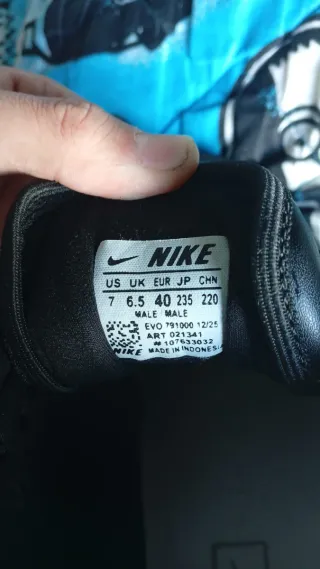 NIKE
US UK EUR JP CHN
7 6.5 40 235 220
MALE MALE
EVO 791000 12/25
ART 021341
107633032
NIKE MADE IN INDONESIA